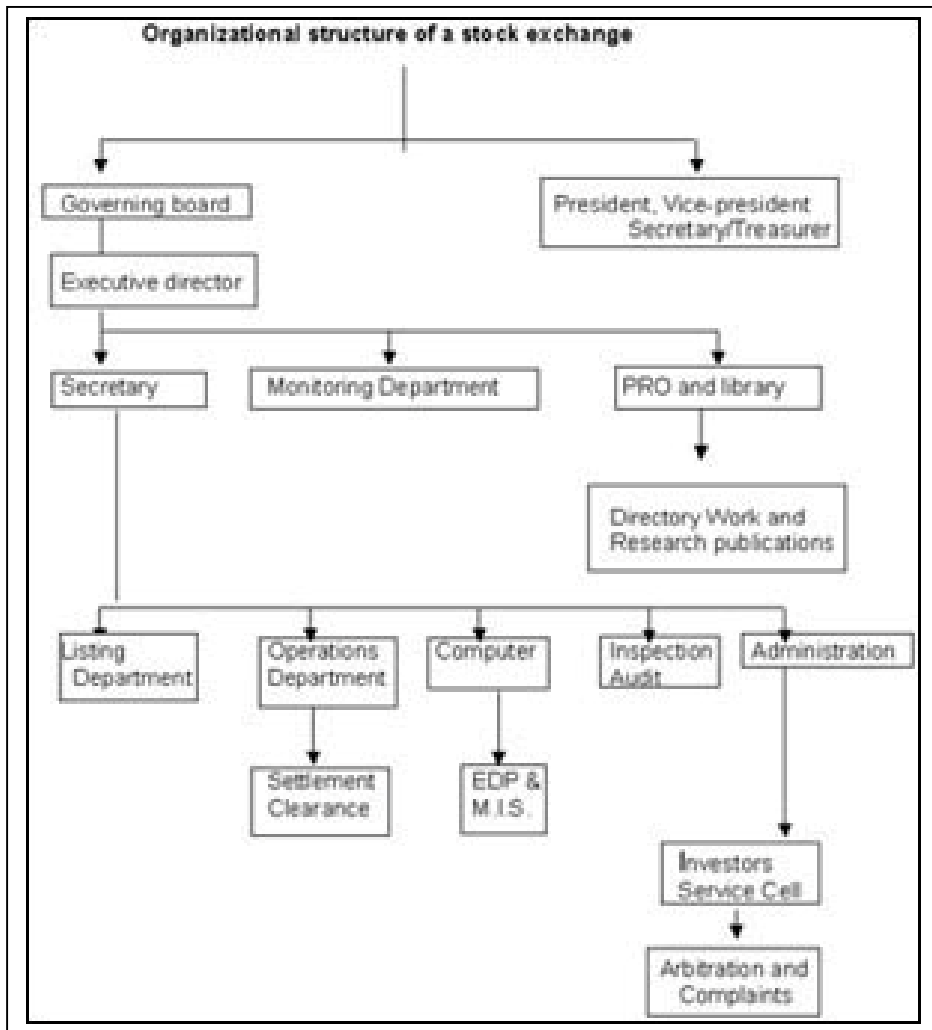 Organizational structure of a stock exchange
Governing board
President, Vice-president
Secretary/Treasurer
Executive director
Secretary
Monitoring Department
PRO and library
Directory Work and
Research publications
Listing
Department
Operations
Department
Computer
Inspection
Audit
Administration
Settlement
Clearance
EDP &
M.I.S.
Investors
Service Cell
Arbitration and
Complaints